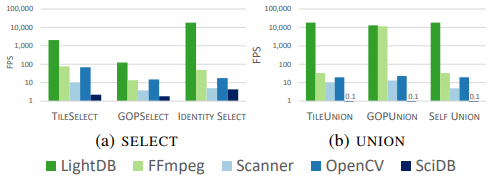 100,000
10,000
1,000
100
10
1
FPS
TILESELECT GOPSELECT IDENTITY SELECT
(a) SELECT
100,000
10,000
1,000
100
10
1
FPS
0.1 0.1 0.1
TILEUNION GOPUNION SELF UNION
(b) UNION
LightDB FFmpeg Scanner OpenCV SciDB